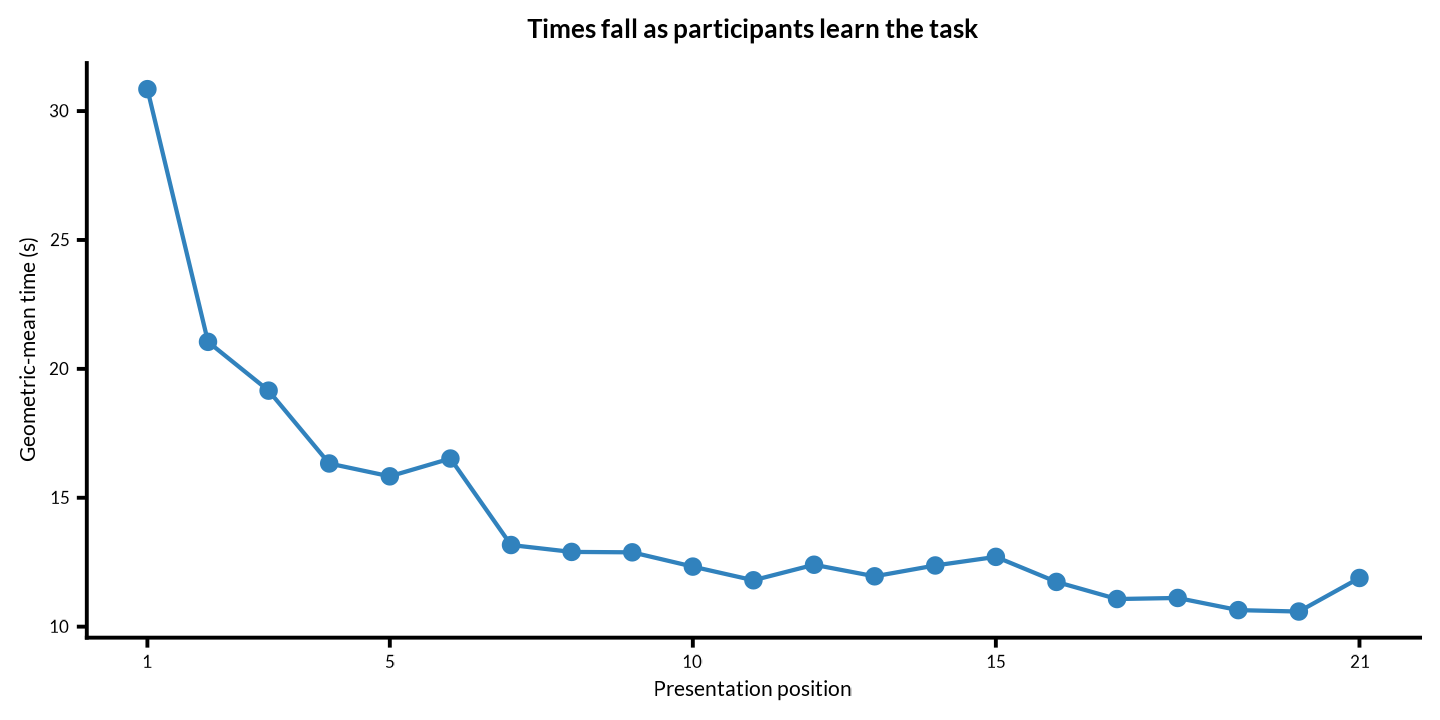 Times fall as participants learn the task
Geometric-mean time (s)
30
25
20
15
10
1 5 10 15 21
Presentation position